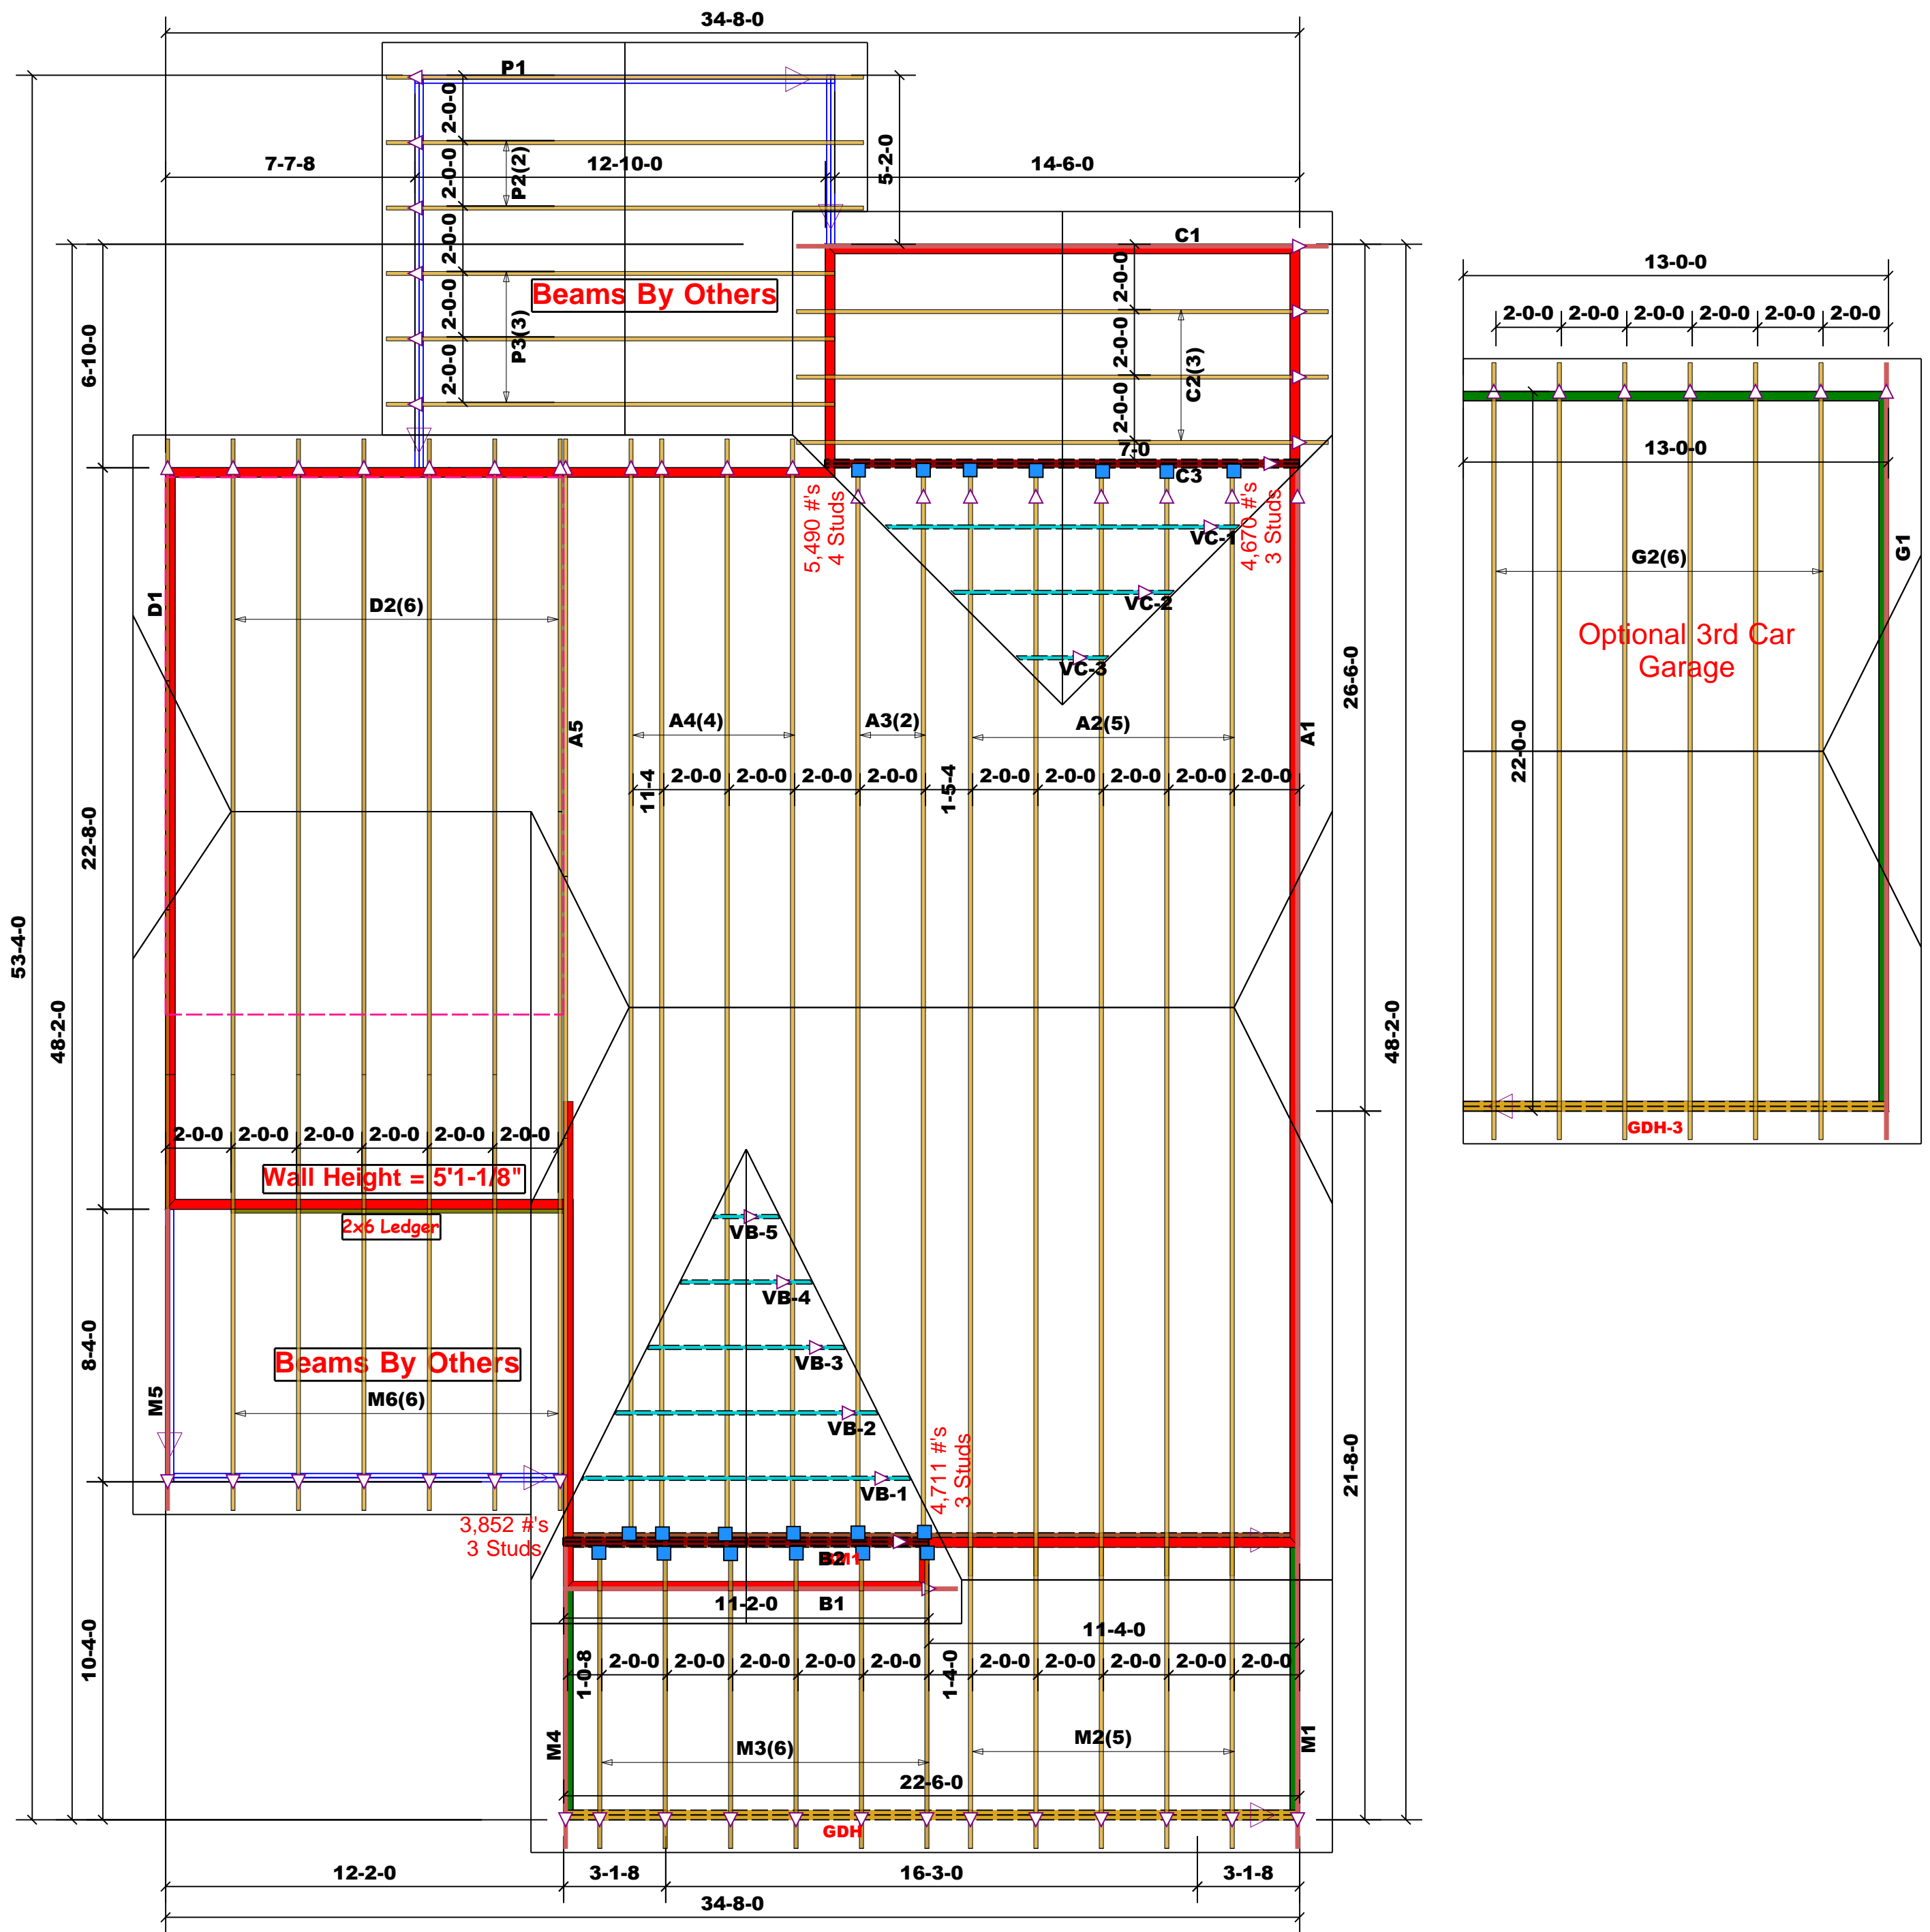 34-8-0
P1
2-0-0
7-7-8
2-0-0
P2(2)
12-10-0
5-2-0
14-6-0
2-0-0
C1
Beams By Others
2-0-0
P3(3)
2-0-0
2-0-0
2-0-0
C2(3)
2-0-0
6-10-0
7-0
C3
5,490 #'s
4 Studs
4,670 #'s
3 Studs
VC-1
VC-2
VC-3
D1
D2(6)
A5
A4(4)
A3(2)
A2(5)
A1
26-6-0
11-4
2-0-0
2-0-0
2-0-0
2-0-0
1-5-4
2-0-0
2-0-0
2-0-0
2-0-0
2-0-0
22-8-0
53-4-0
48-2-0
48-2-0
13-0-0
2-0-0
2-0-0
2-0-0
2-0-0
2-0-0
2-0-0
13-0-0
G2(6)
G1
Optional 3rd Car
Garage
22-0-0
GDH-3
2-0-0
2-0-0
2-0-0
2-0-0
2-0-0
2-0-0
Wall Height = 5'1-1/8"
2x6 Ledger
VB-5
VB-4
VB-3
VB-2
VB-1
8-4-0
Beams By Others
M5
M6(6)
4,711 #'s
3 Studs
21-8-0
3,852 #'s
3 Studs
B2
11-2-0
B1
11-4-0
10-4-0
1-0-8
2-0-0
2-0-0
2-0-0
2-0-0
2-0-0
1-4-0
2-0-0
2-0-0
2-0-0
2-0-0
2-0-0
M4
M3(6)
M2(5)
M1
22-6-0
GDH
12-2-0
3-1-8
16-3-0
3-1-8
34-8-0